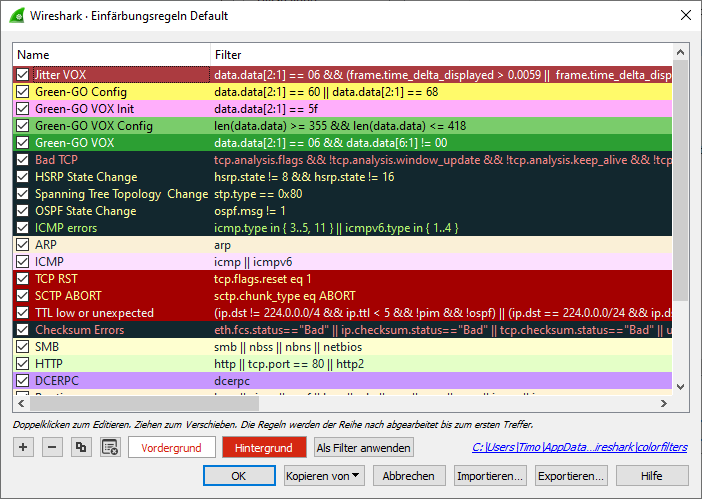 Wireshark · Einfärbungsregeln Default
Name Filter
Jitter VOX data.data[2:1] == 06 && (frame.time_delta_displayed > 0.0059 || frame.time_delta_disp
Green-GO Config data.data[2:1] == 60 || data.data[2:1] == 68
Green-GO VOX Init data.data[2:1] == 5f
Green-GO VOX Config len(data.data) >= 355 && len(data.data) <= 418
Green-GO VOX data.data[2:1] == 06 && data.data[6:1] != 00
Bad TCP tcp.analysis.flags && !tcp.analysis.window_update && !tcp.analysis.keep_alive && !tcp
HSRP State Change hsrp.state != 8 && hsrp.state != 16
Spanning Tree Topology Change stp.type == 0x80
OSPF State Change ospf.msg != 1
ICMP errors icmp.type in { 3..5, 11 } || icmpv6.type in { 1..4 }
ARP arp
ICMP icmp || icmpv6
TCP RST tcp.flags.reset eq 1
SCTP ABORT sctp.chunk_type eq ABORT
TTL low or unexpected (ip.dst != 224.0.0.0/4 && ip.ttl < 5 && !pim && !ospf) || (ip.dst == 224.0.0.0/24 && ip.ds
Checksum Errors eth.fcs.status=="Bad" || ip.checksum.status=="Bad" || tcp.checksum.status=="Bad" || u
SMB smb || nbss || nbns || netbios
HTTP http || tcp.port == 80 || http2
DCERPC dcerpc
Doppelklicken zum Editieren. Ziehen zum Verschieben. Die Regeln werden der Reihe nach abgearbeitet bis zum ersten Treffer.
Vordergrund Hintergrund Als Filter anwenden C:\Users\Timo\AppData...ireshark\colorfilters
OK Kopieren von Abbrechen Importieren... Exportieren... Hilfe